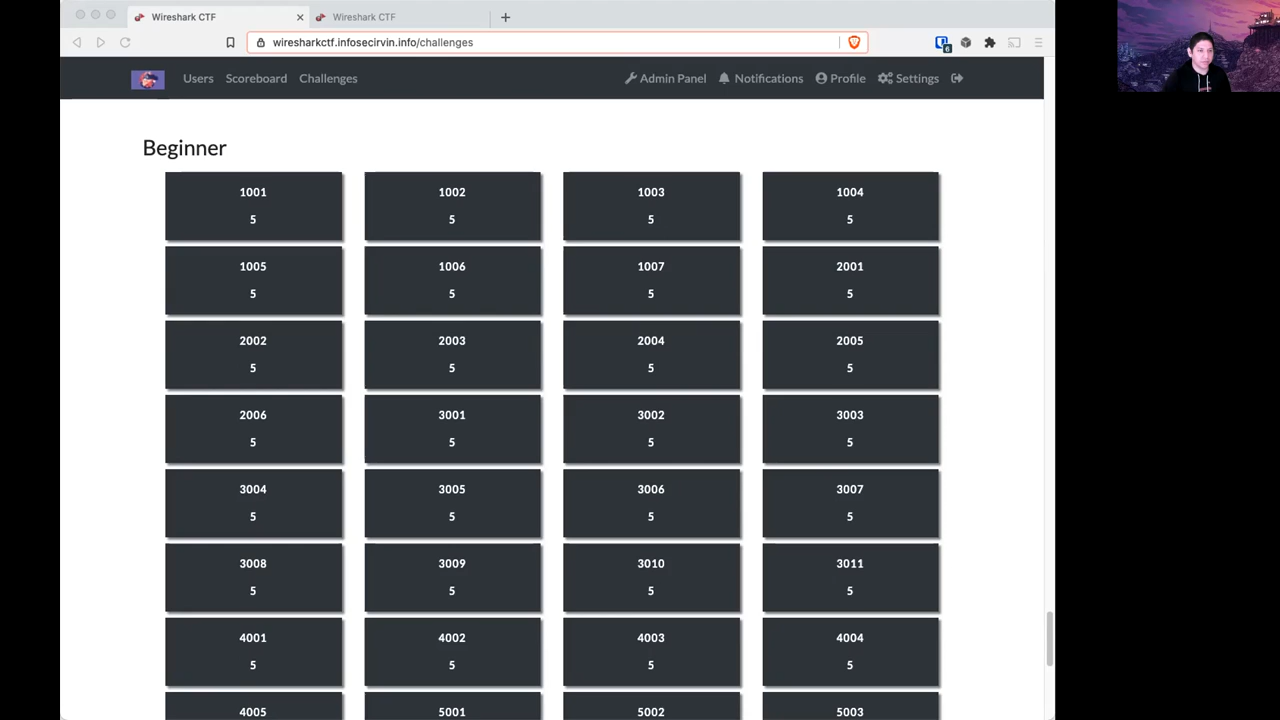 Wireshark CTF
Wireshark CTF
wiresharkctf.infosecirvin.info/challenges
6
Users Scoreboard Challenges Admin Panel Notifications Profile Settings
Beginner
1001 1002 1003 1004
5 5 5 5
1005 1006 1007 2001
5 5 5 5
2002 2003 2004 2005
5 5 5 5
2006 3001 3002 3003
5 5 5 5
3004 3005 3006 3007
5 5 5 5
3008 3009 3010 3011
5 5 5 5
4001 4002 4003 4004
5 5 5 5
4005 5001 5002 5003